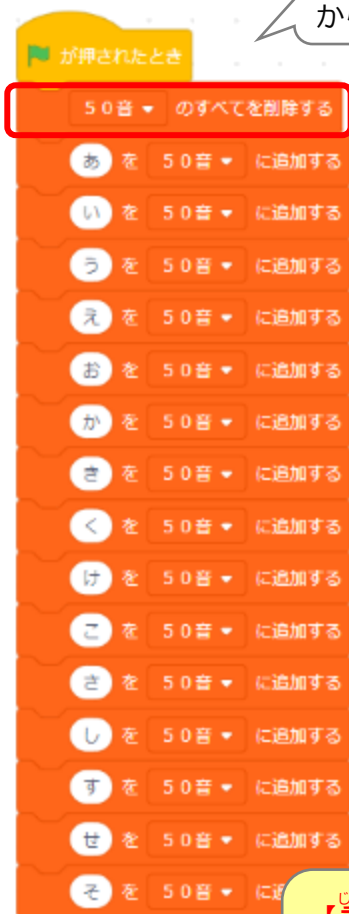 か
が押されたとき
50音 のすべてを削除する
あ を 50音 に追加する
い を 50音 に追加する
う を 50音 に追加する
え を 50音 に追加する
お を 50音 に追加する
か を 50音 に追加する
き を 50音 に追加する
く を 50音 に追加する
け を 50音 に追加する
こ を 50音 に追加する
さ を 50音 に追加する
し を 50音 に追加する
す を 50音 に追加する
せ を 50音 に追加する
そ を 50音 に